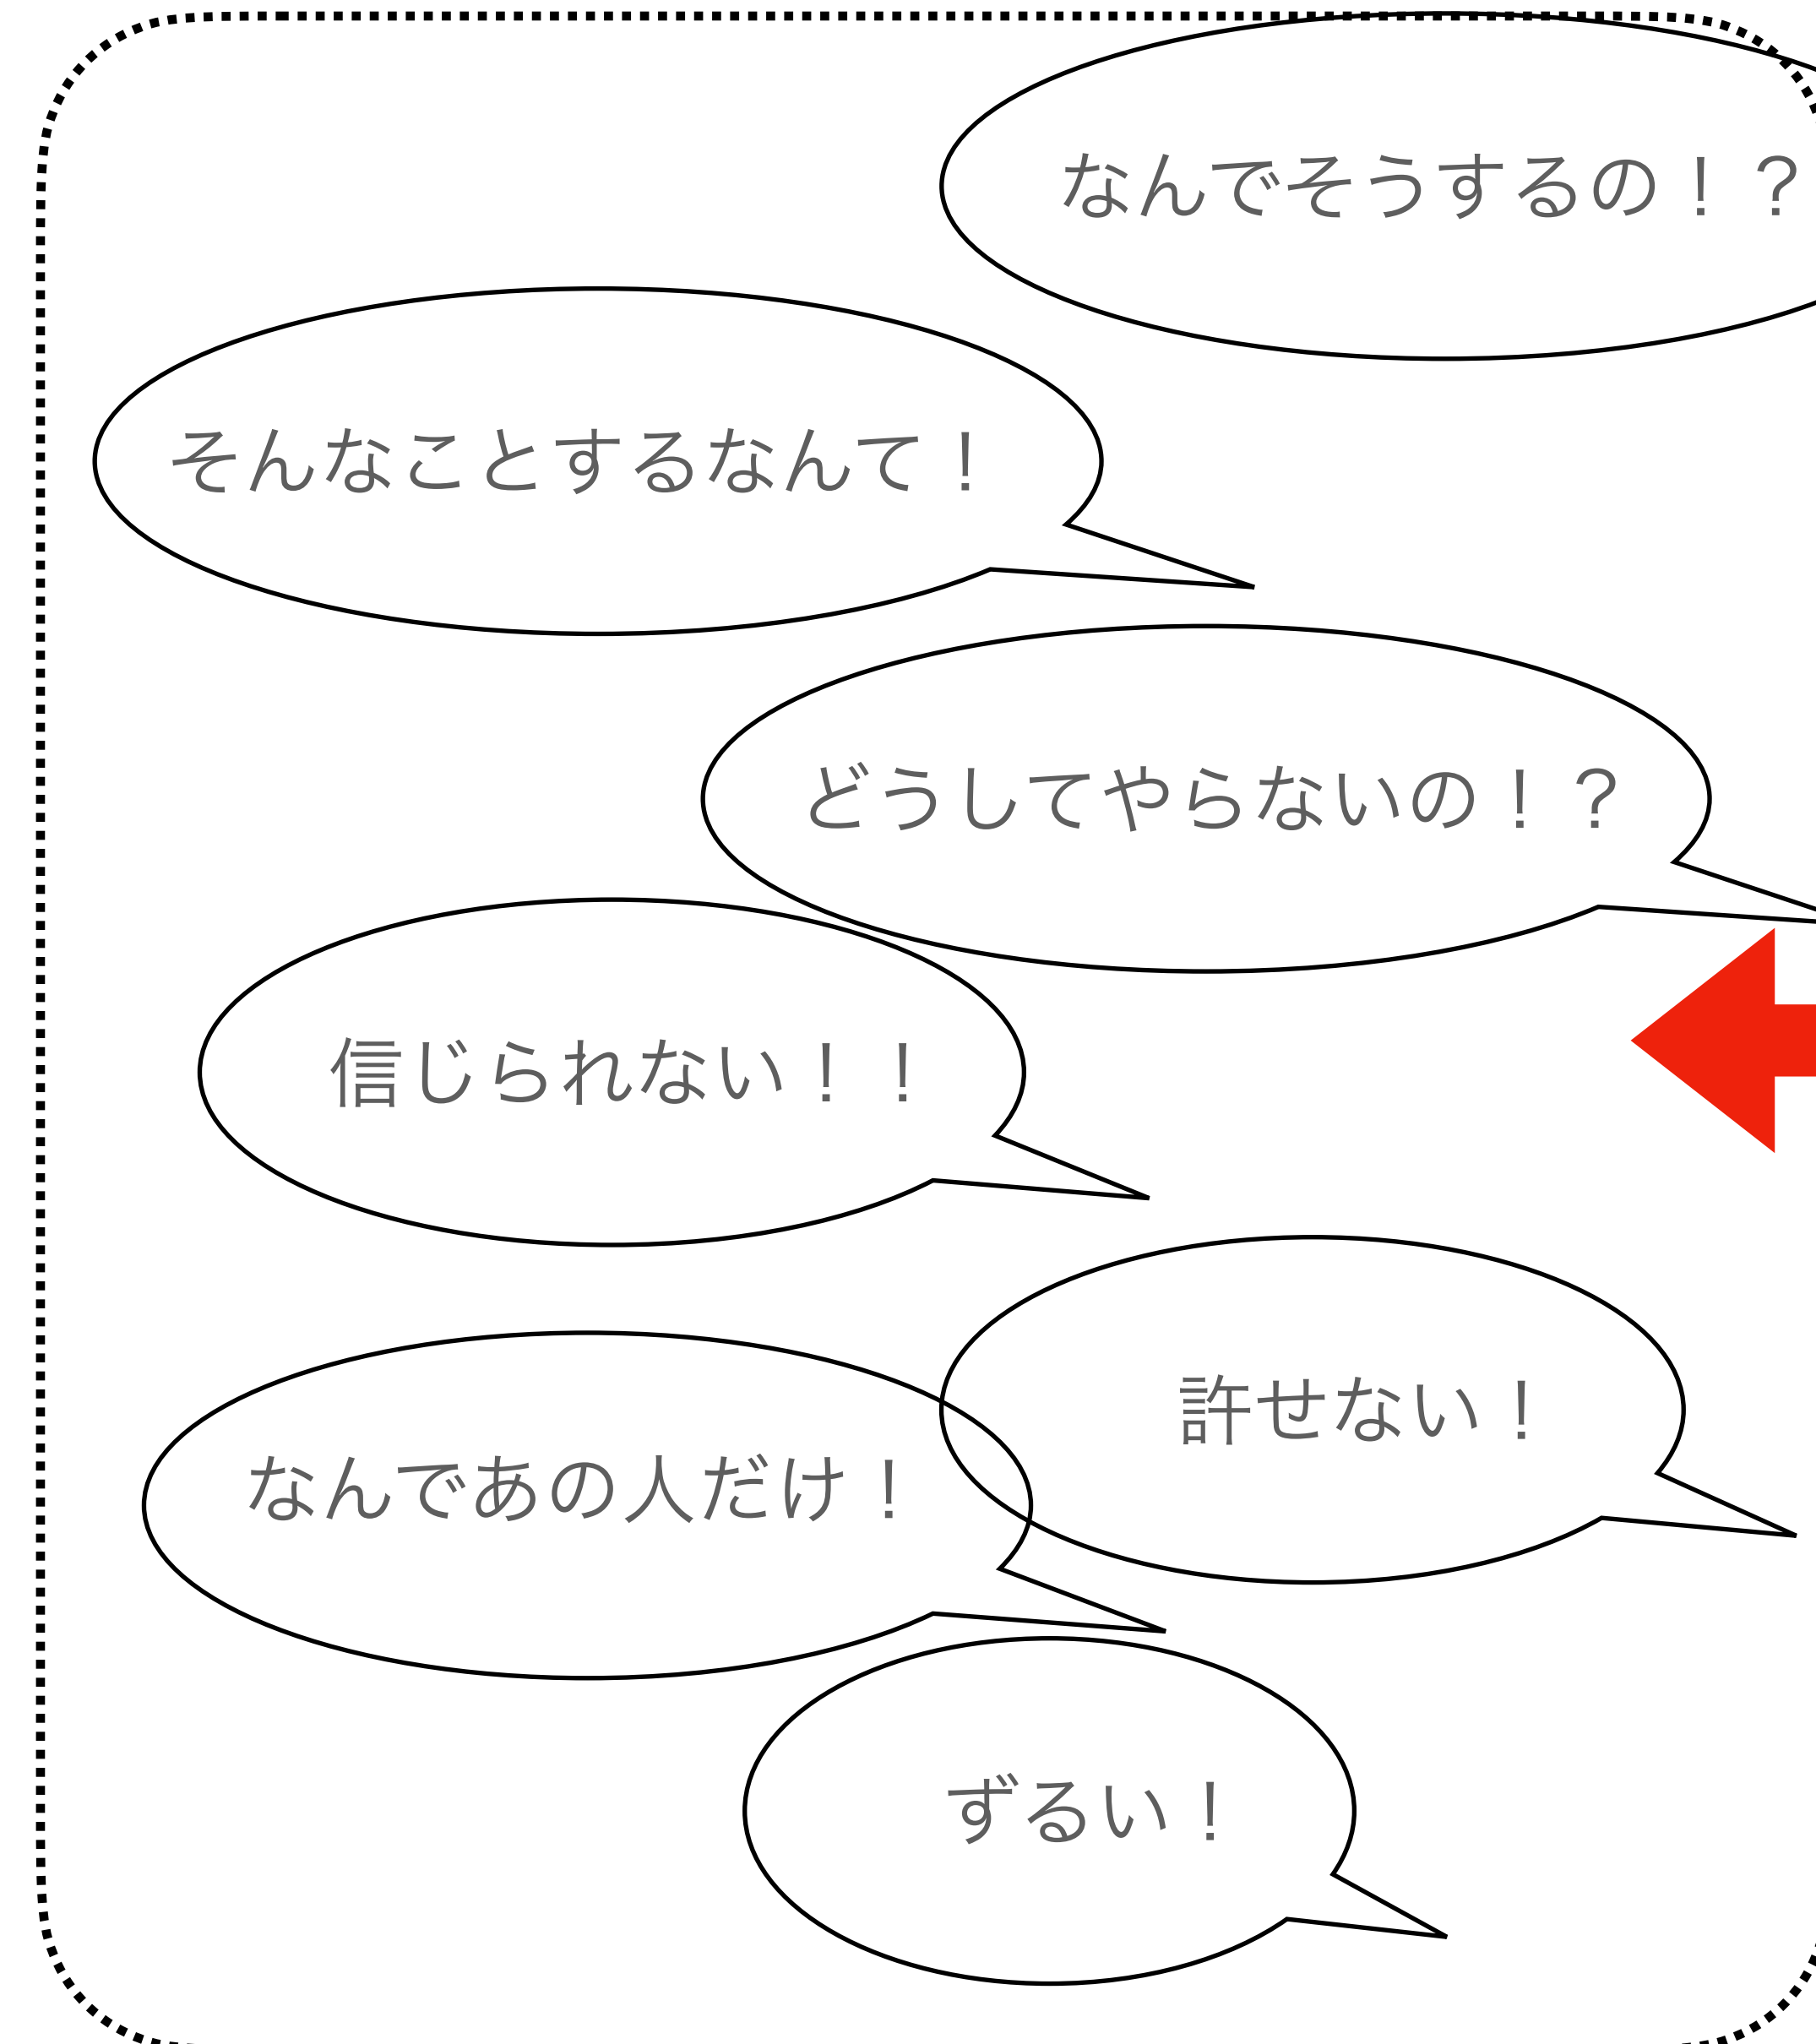 なんでそうするの！？
そんなことするなんて！
どうしてやらないの！？
信じられない！！
許せない！
なんであの人だけ！
ずるい！